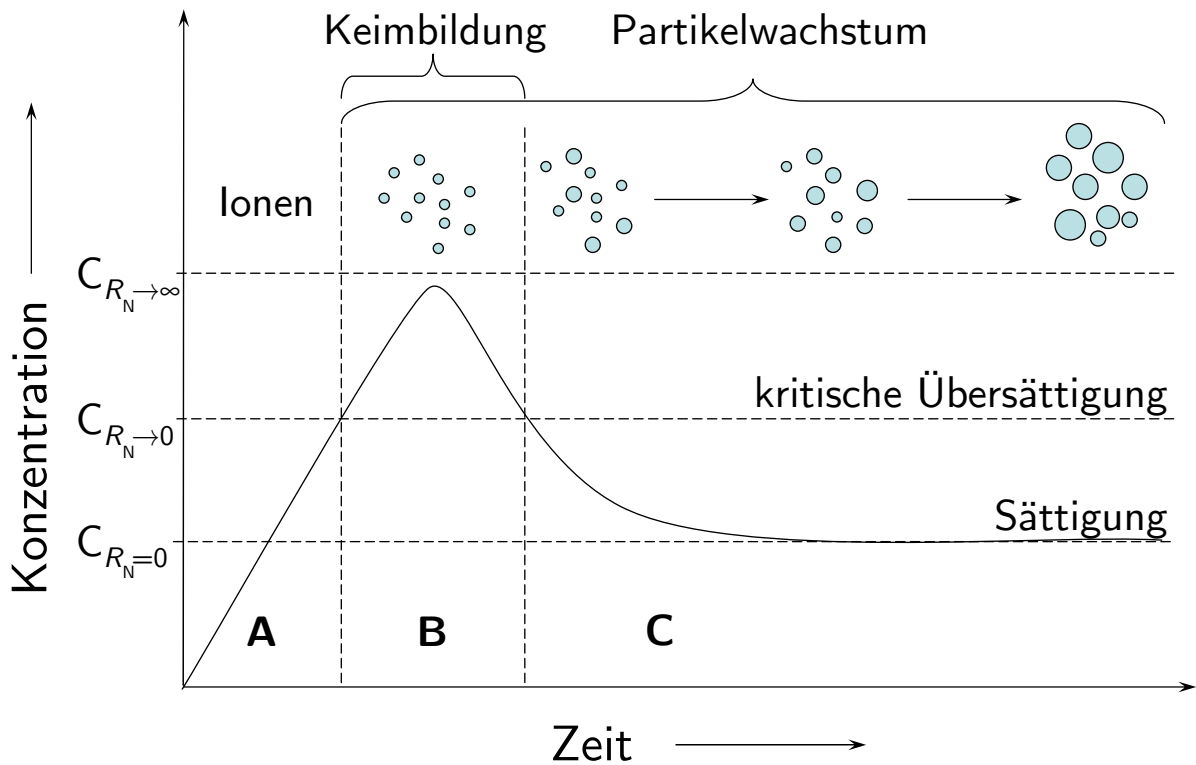 Keimbildung
Partikelwachstum
Ionen
C_{R_N→∞}
kritische Übersättigung
C_{R_N→0}
Sättigung
C_{R_N=0}
A
B
C
Konzentration
Zeit